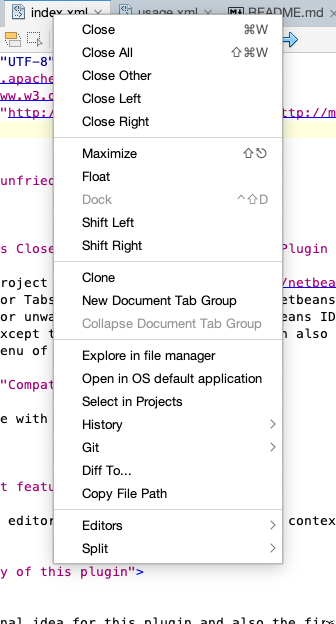 index.xml usage.xml README.md
Close ⌘W
"UTF-8"
Close All ⇧⌘W
.apache
Close Other
www.w3.o
Close Left
"http:/ ttp://m
Close Right
Maximize ⇧⎋
unfried
Float
Dock ^⇧D
Shift Left
Shift Right
s Close Plugin
Clone
roject /netbea
New Document Tab Group
or Tabs etbeans
or unwa eans ID
Collapse Document Tab Group
xcept t n also
enu of
Explore in file manager
Open in OS default application
"Compat
Select in Projects
e with
History
Git
Diff To...
t featu
Copy File Path
editor contex
Editors
Split
y of this plugin">
nal idea for this plugin and also the fir